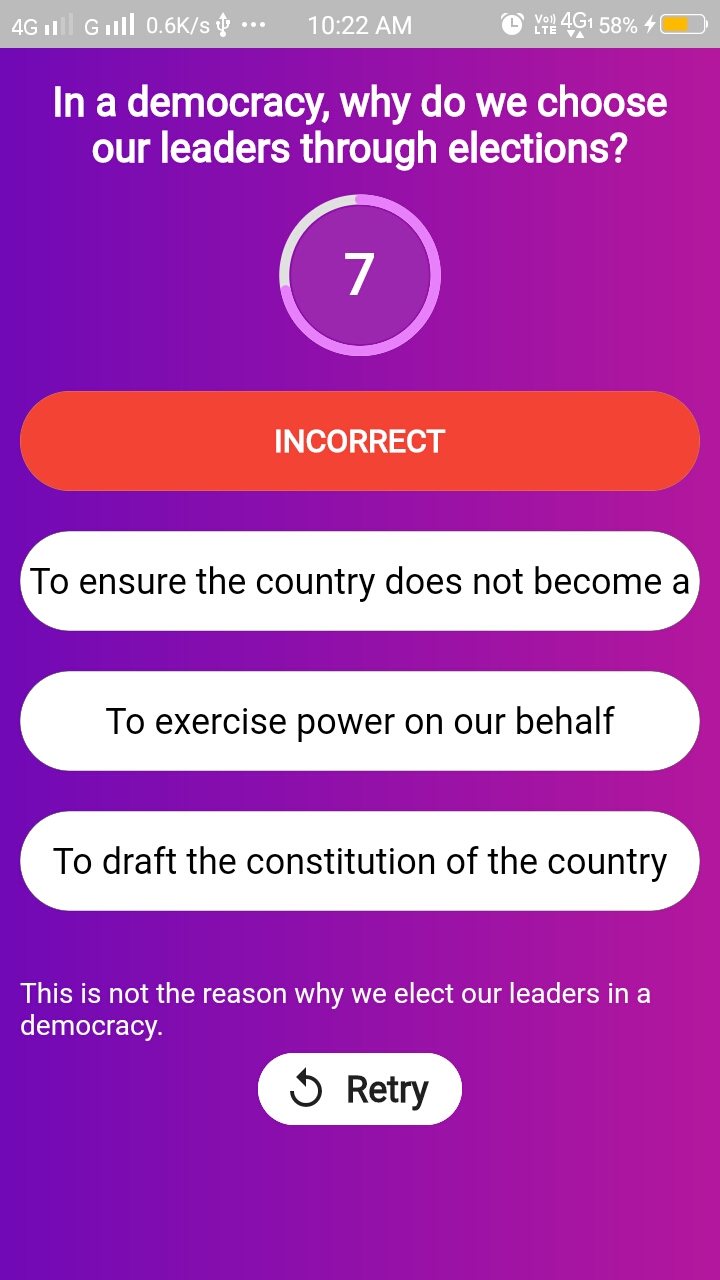 4G G 0.6K/s ••• 10:22 AM Vo)) LTE 4G1 58%
In a democracy, why do we choose
our leaders through elections?
7
INCORRECT
To ensure the country does not become a
To exercise power on our behalf
To draft the constitution of the country
This is not the reason why we elect our leaders in a
democracy.
Retry